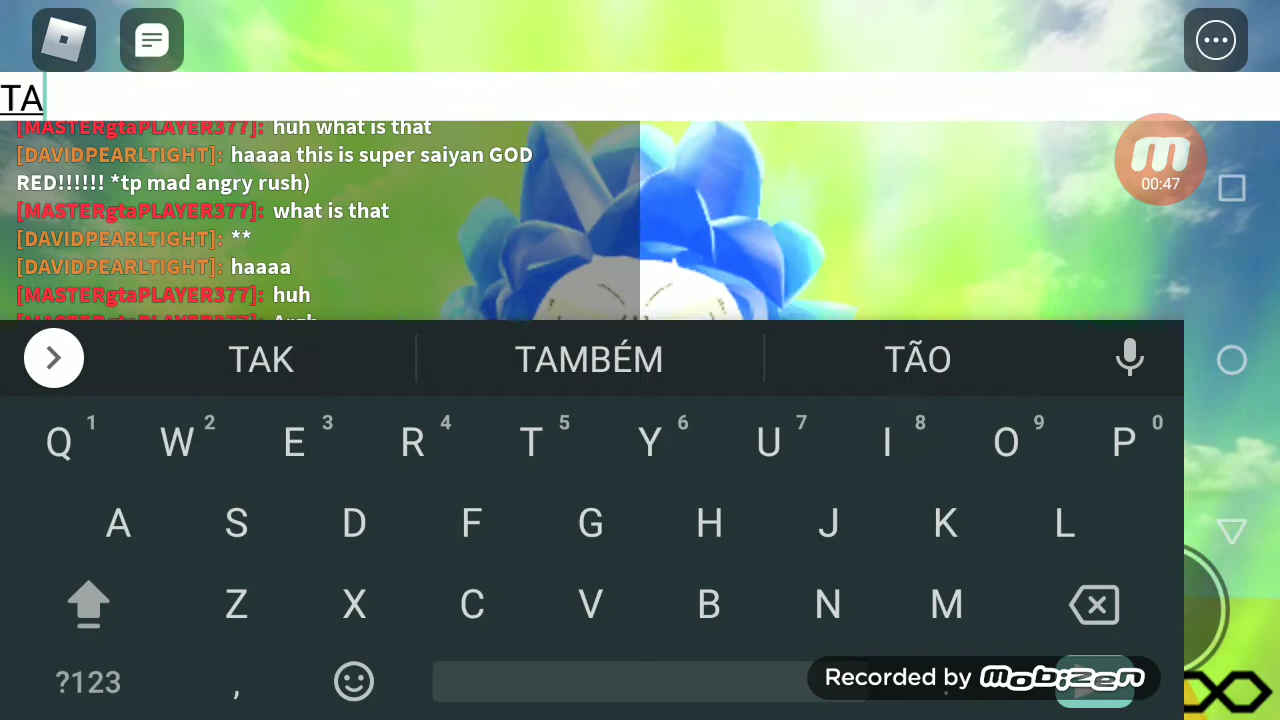 TA
[MASTERgtaPLAYER377]: huh what is that
[DAVIDPEARLTIGHT]: haaaa this is super saiyan GOD
RED!!!!!! *tp mad angry rush)
[MASTERgtaPLAYER377]: what is that
[DAVIDPEARLTIGHT]: **
[DAVIDPEARLTIGHT]: haaaa
[MASTERgtaPLAYER377]: huh
00:47
TAK TAMBÉM TÃO
Q 1 W 2 E 3 R 4 T 5 Y 6 U 7 I 8 O 9 P 0
A S D F G H J K L
Z X C V B N M
?123 ,
Recorded by mobizen